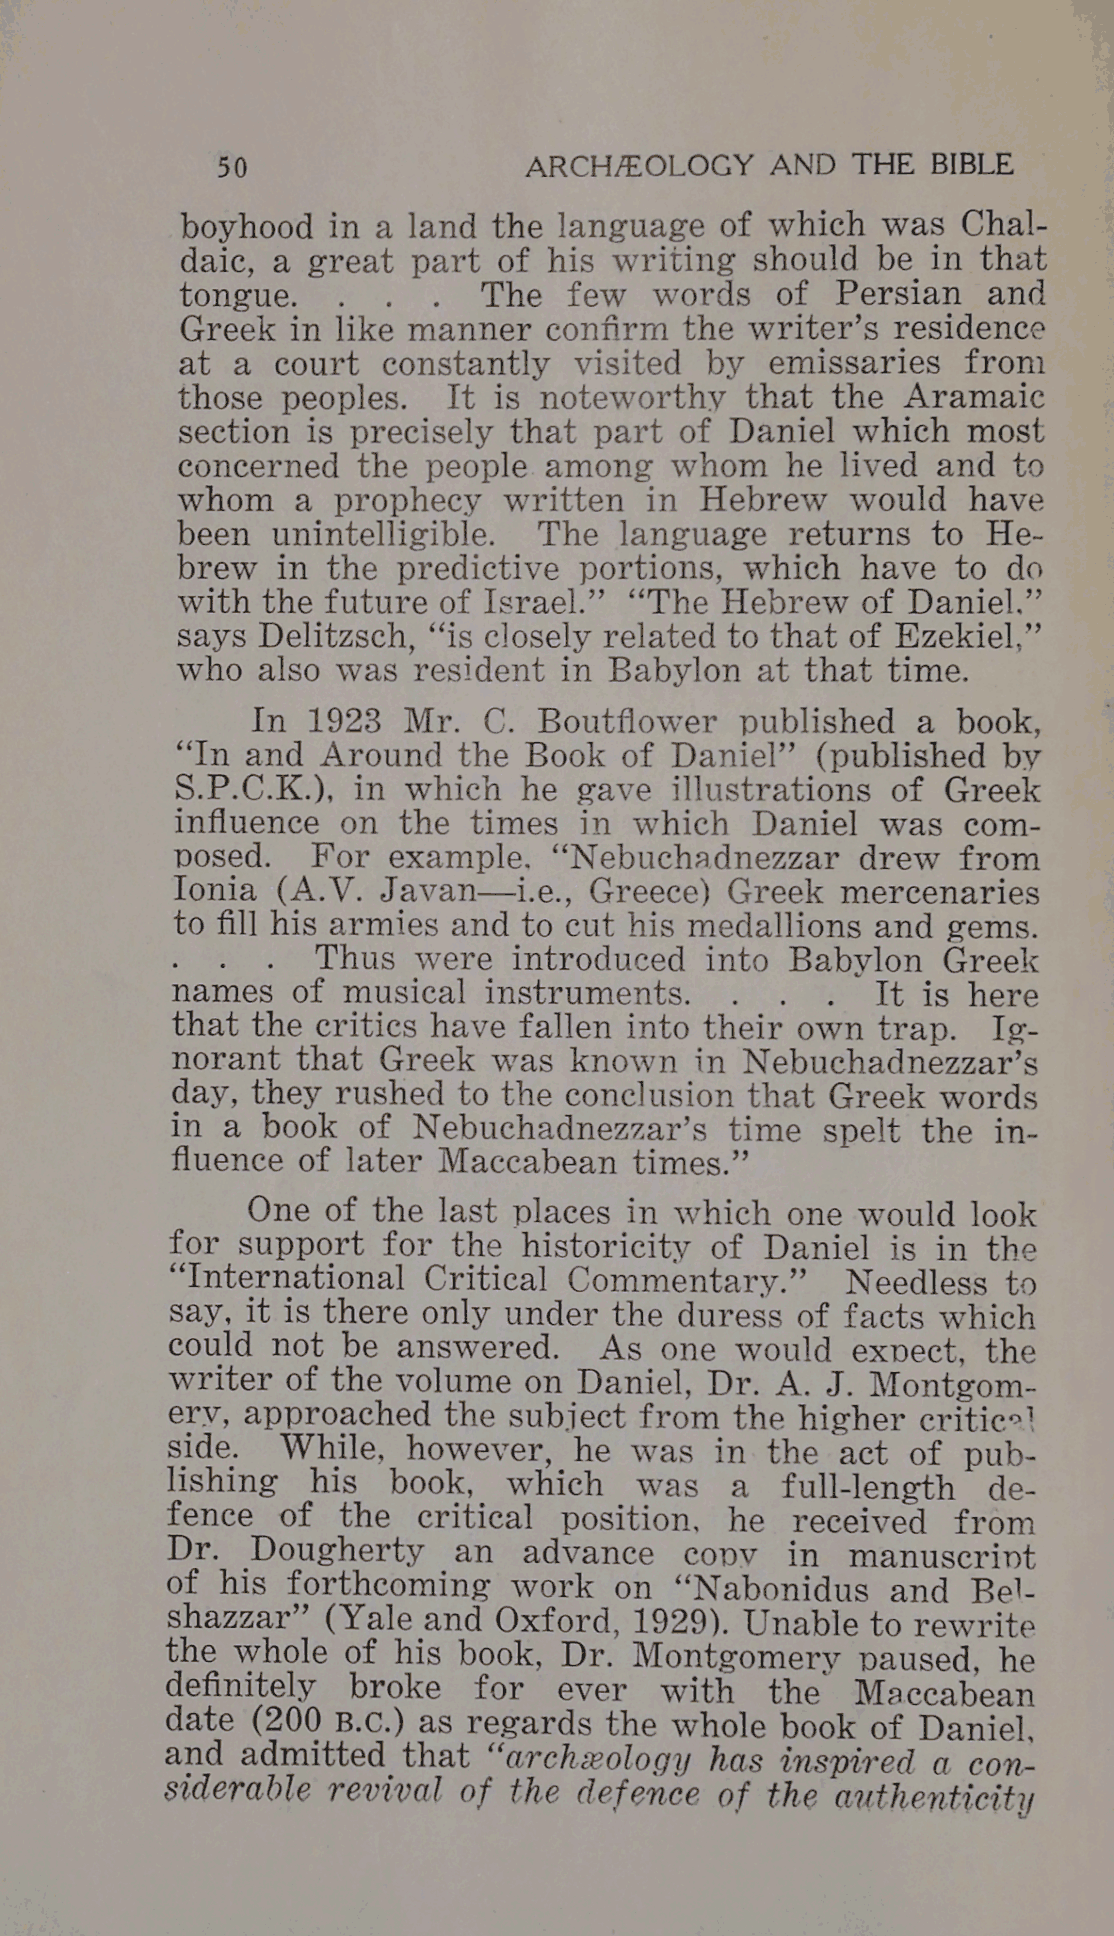 50 ARCHÆOLOGY AND THE BIBLE
boyhood in a land the language of which was Chal-
daic, a great part of his writing should be in that
tongue. . . . The few words of Persian and
Greek in like manner confirm the writer's residence
at a court constantly visited by emissaries from
those peoples. It is noteworthy that the Aramaic
section is precisely that part of Daniel which most
concerned the people among whom he lived and to
whom a prophecy written in Hebrew would have
been unintelligible. The language returns to He-
brew in the predictive portions, which have to do
with the future of Israel.” “The Hebrew of Daniel.”
says Delitzsch, “is closely related to that of Ezekiel,”
who also was resident in Babylon at that time.
In 1923 Mr. C. Boutflower published a book,
“In and Around the Book of Daniel” (published by
S.P.C.K.), in which he gave illustrations of Greek
influence on the times in which Daniel was com-
posed. For example, “Nebuchadnezzar drew from
Ionia (A.V. Javan—i.e., Greece) Greek mercenaries
to fill his armies and to cut his medallions and gems.
. . . Thus were introduced into Babylon Greek
names of musical instruments. . . . It is here
that the critics have fallen into their own trap. Ig-
norant that Greek was known in Nebuchadnezzar's
day, they rushed to the conclusion that Greek words
in a book of Nebuchadnezzar's time spelt the in-
fluence of later Maccabean times.”
One of the last places in which one would look
for support for the historicity of Daniel is in the
“International Critical Commentary.” Needless to
say, it is there only under the duress of facts which
could not be answered. As one would expect, the
writer of the volume on Daniel, Dr. A. J. Montgom-
ery, approached the subject from the higher critical
side. While, however, he was in the act of pub-
lishing his book, which was a full-length de-
fence of the critical position, he received from
Dr. Dougherty an advance copy in manuscript
of his forthcoming work on “Nabonidus and Bel-
shazzar” (Yale and Oxford, 1929). Unable to rewrite
the whole of his book, Dr. Montgomery paused, he
definitely broke for ever with the Maccabean
date (200 B.C.) as regards the whole book of Daniel,
and admitted that “archæology has inspired a con-
siderable revival of the defence of the authenticity